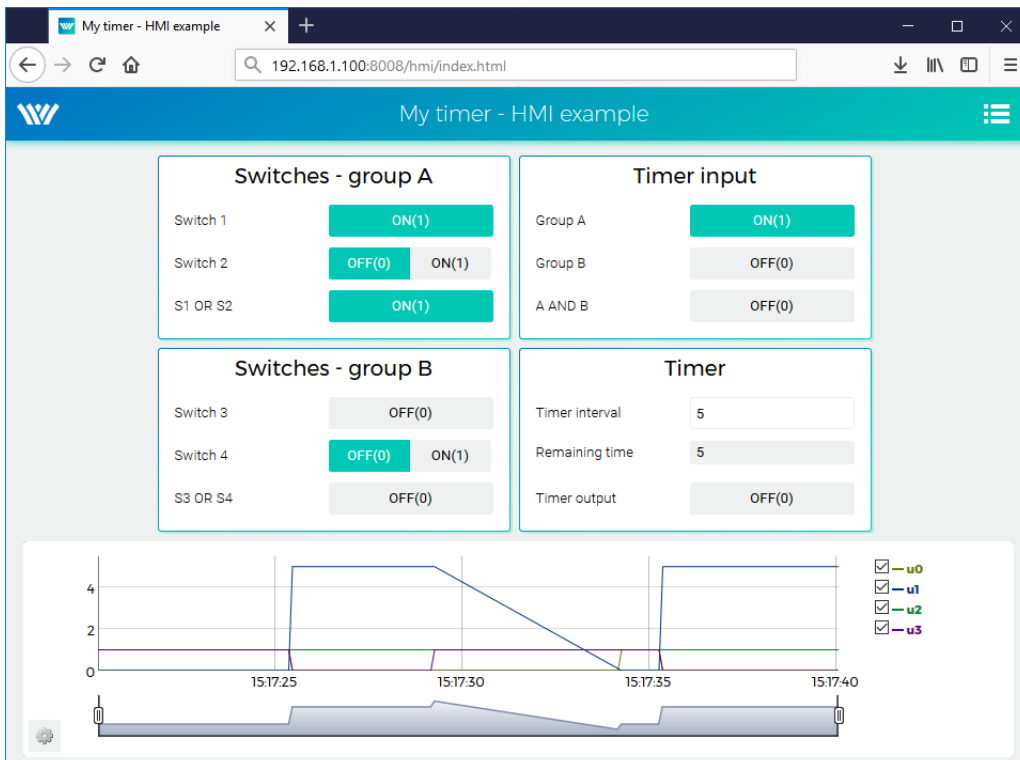 My timer - HMI example
192.168.1.100:8008/hmi/index.html
My timer - HMI example
Switches - group A
Switch 1 ON(1)
Switch 2 OFF(0) ON(1)
S1 OR S2 ON(1)
Timer input
Group A ON(1)
Group B OFF(0)
A AND B OFF(0)
Switches - group B
Switch 3 OFF(0)
Switch 4 OFF(0) ON(1)
S3 OR S4 OFF(0)
Timer
Timer interval 5
Remaining time 5
Timer output OFF(0)
4
2
0
15:17:25 15:17:30 15:17:35 15:17:40
u0
u1
u2
u3